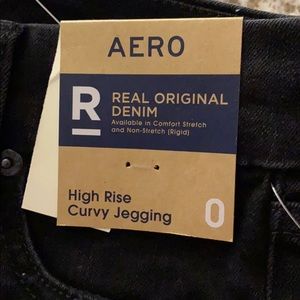 AERO
R
REAL ORIGINAL
DENIM
Available in Comfort Stretch
and Non-Stretch (Rigid)
High Rise
Curvy Jegging
0